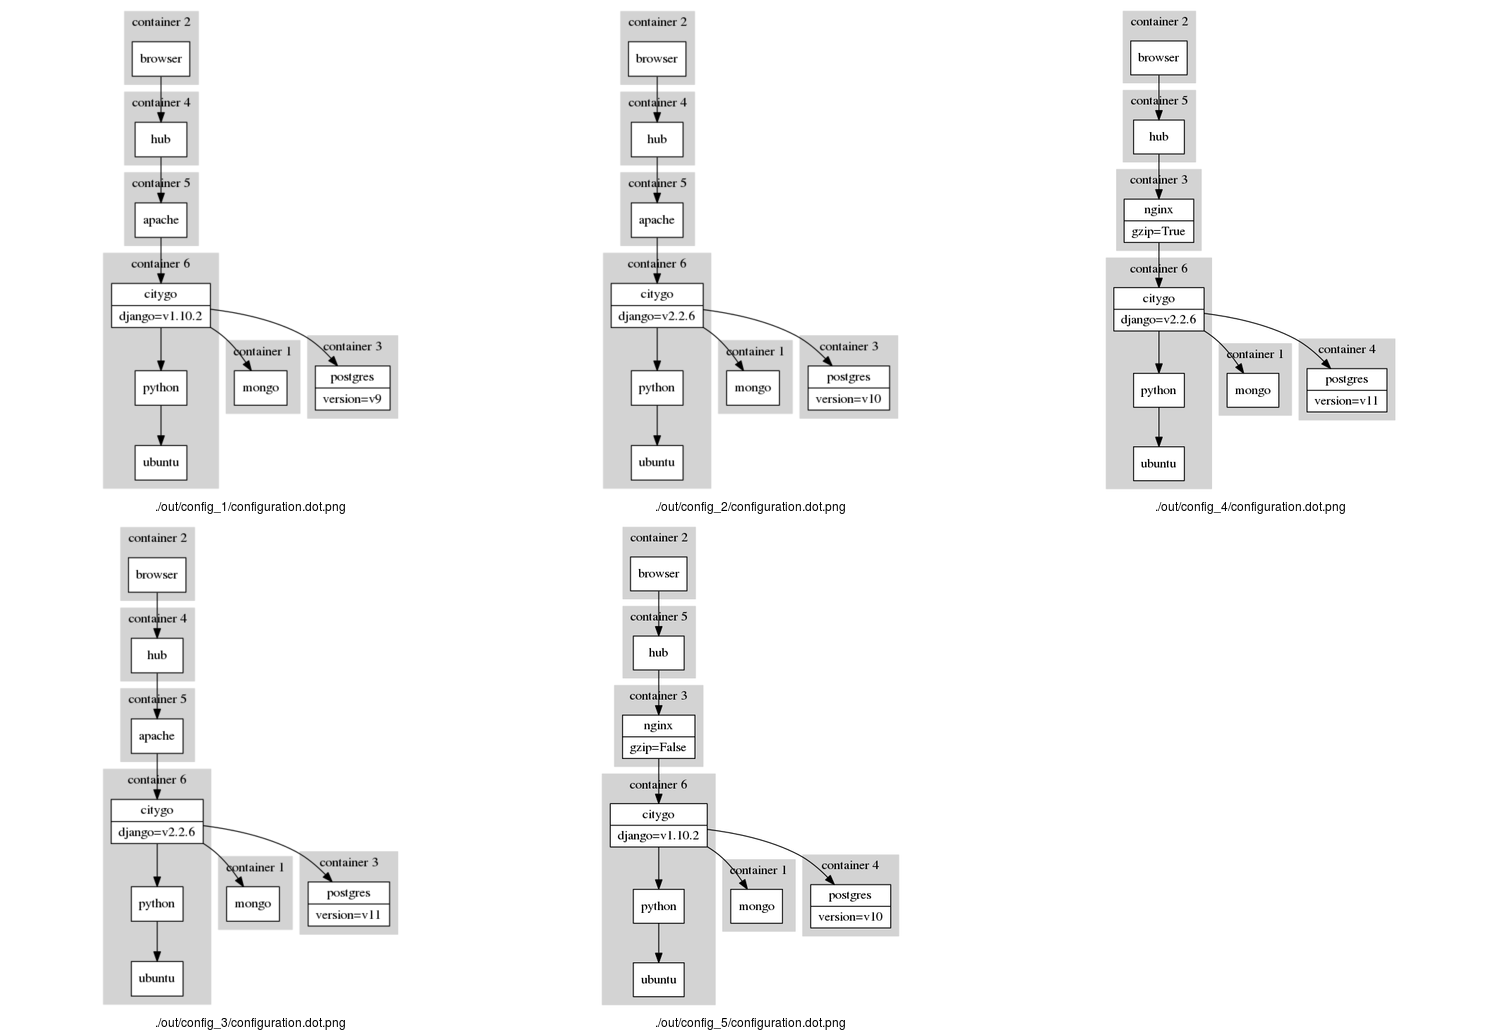 container 2
browser
container 4
hub
container 5
apache
container 6
citygo
django=v1.10.2
container 1
container 3
python
mongo
postgres
version=v9
ubuntu
./out/config_1/configuration.dot.png
container 2
browser
container 4
hub
container 5
apache
container 6
citygo
django=v2.2.6
container 1
container 3
python
mongo
postgres
version=v10
ubuntu
./out/config_2/configuration.dot.png
container 2
browser
container 5
hub
container 3
nginx
gzip=True
container 6
citygo
django=v2.2.6
container 1
container 4
python
mongo
postgres
version=v11
ubuntu
./out/config_4/configuration.dot.png
container 2
browser
container 4
hub
container 5
apache
container 6
citygo
django=v2.2.6
container 1
container 3
python
mongo
postgres
version=v11
ubuntu
./out/config_3/configuration.dot.png
container 2
browser
container 5
hub
container 3
nginx
gzip=False
container 6
citygo
django=v1.10.2
container 1
container 4
python
mongo
postgres
version=v10
ubuntu
./out/config_5/configuration.dot.png